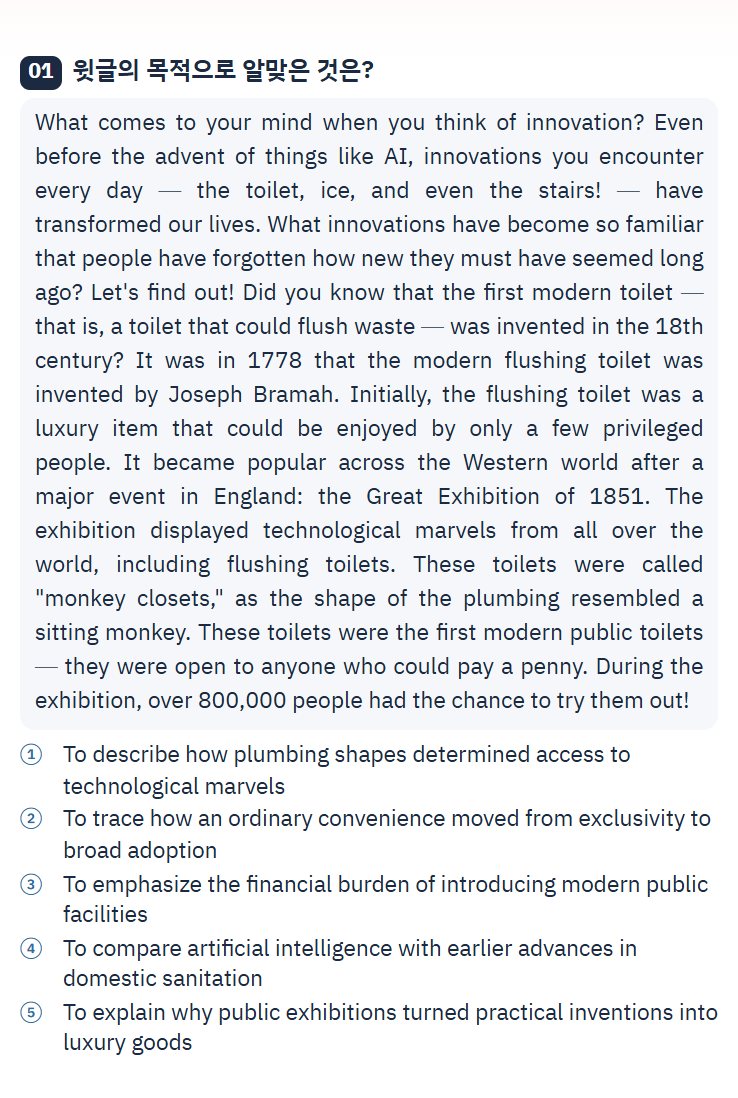 01 윗글의 목적으로 알맞은 것은?
What comes to your mind when you think of innovation? Even
before the advent of things like AI, innovations you encounter
every day — the toilet, ice, and even the stairs! — have
transformed our lives. What innovations have become so familiar
that people have forgotten how new they must have seemed long
ago? Let's find out! Did you know that the first modern toilet —
that is, a toilet that could flush waste — was invented in the 18th
century? It was in 1778 that the modern flushing toilet was
invented by Joseph Bramah. Initially, the flushing toilet was a
luxury item that could be enjoyed by only a few privileged
people. It became popular across the Western world after a
major event in England: the Great Exhibition of 1851. The
exhibition displayed technological marvels from all over the
world, including flushing toilets. These toilets were called
"monkey closets," as the shape of the plumbing resembled a
sitting monkey. These toilets were the first modern public toilets
— they were open to anyone who could pay a penny. During the
exhibition, over 800,000 people had the chance to try them out!
① To describe how plumbing shapes determined access to
technological marvels
② To trace how an ordinary convenience moved from exclusivity to
broad adoption
③ To emphasize the financial burden of introducing modern public
facilities
④ To compare artificial intelligence with earlier advances in
domestic sanitation
⑤ To explain why public exhibitions turned practical inventions into
luxury goods